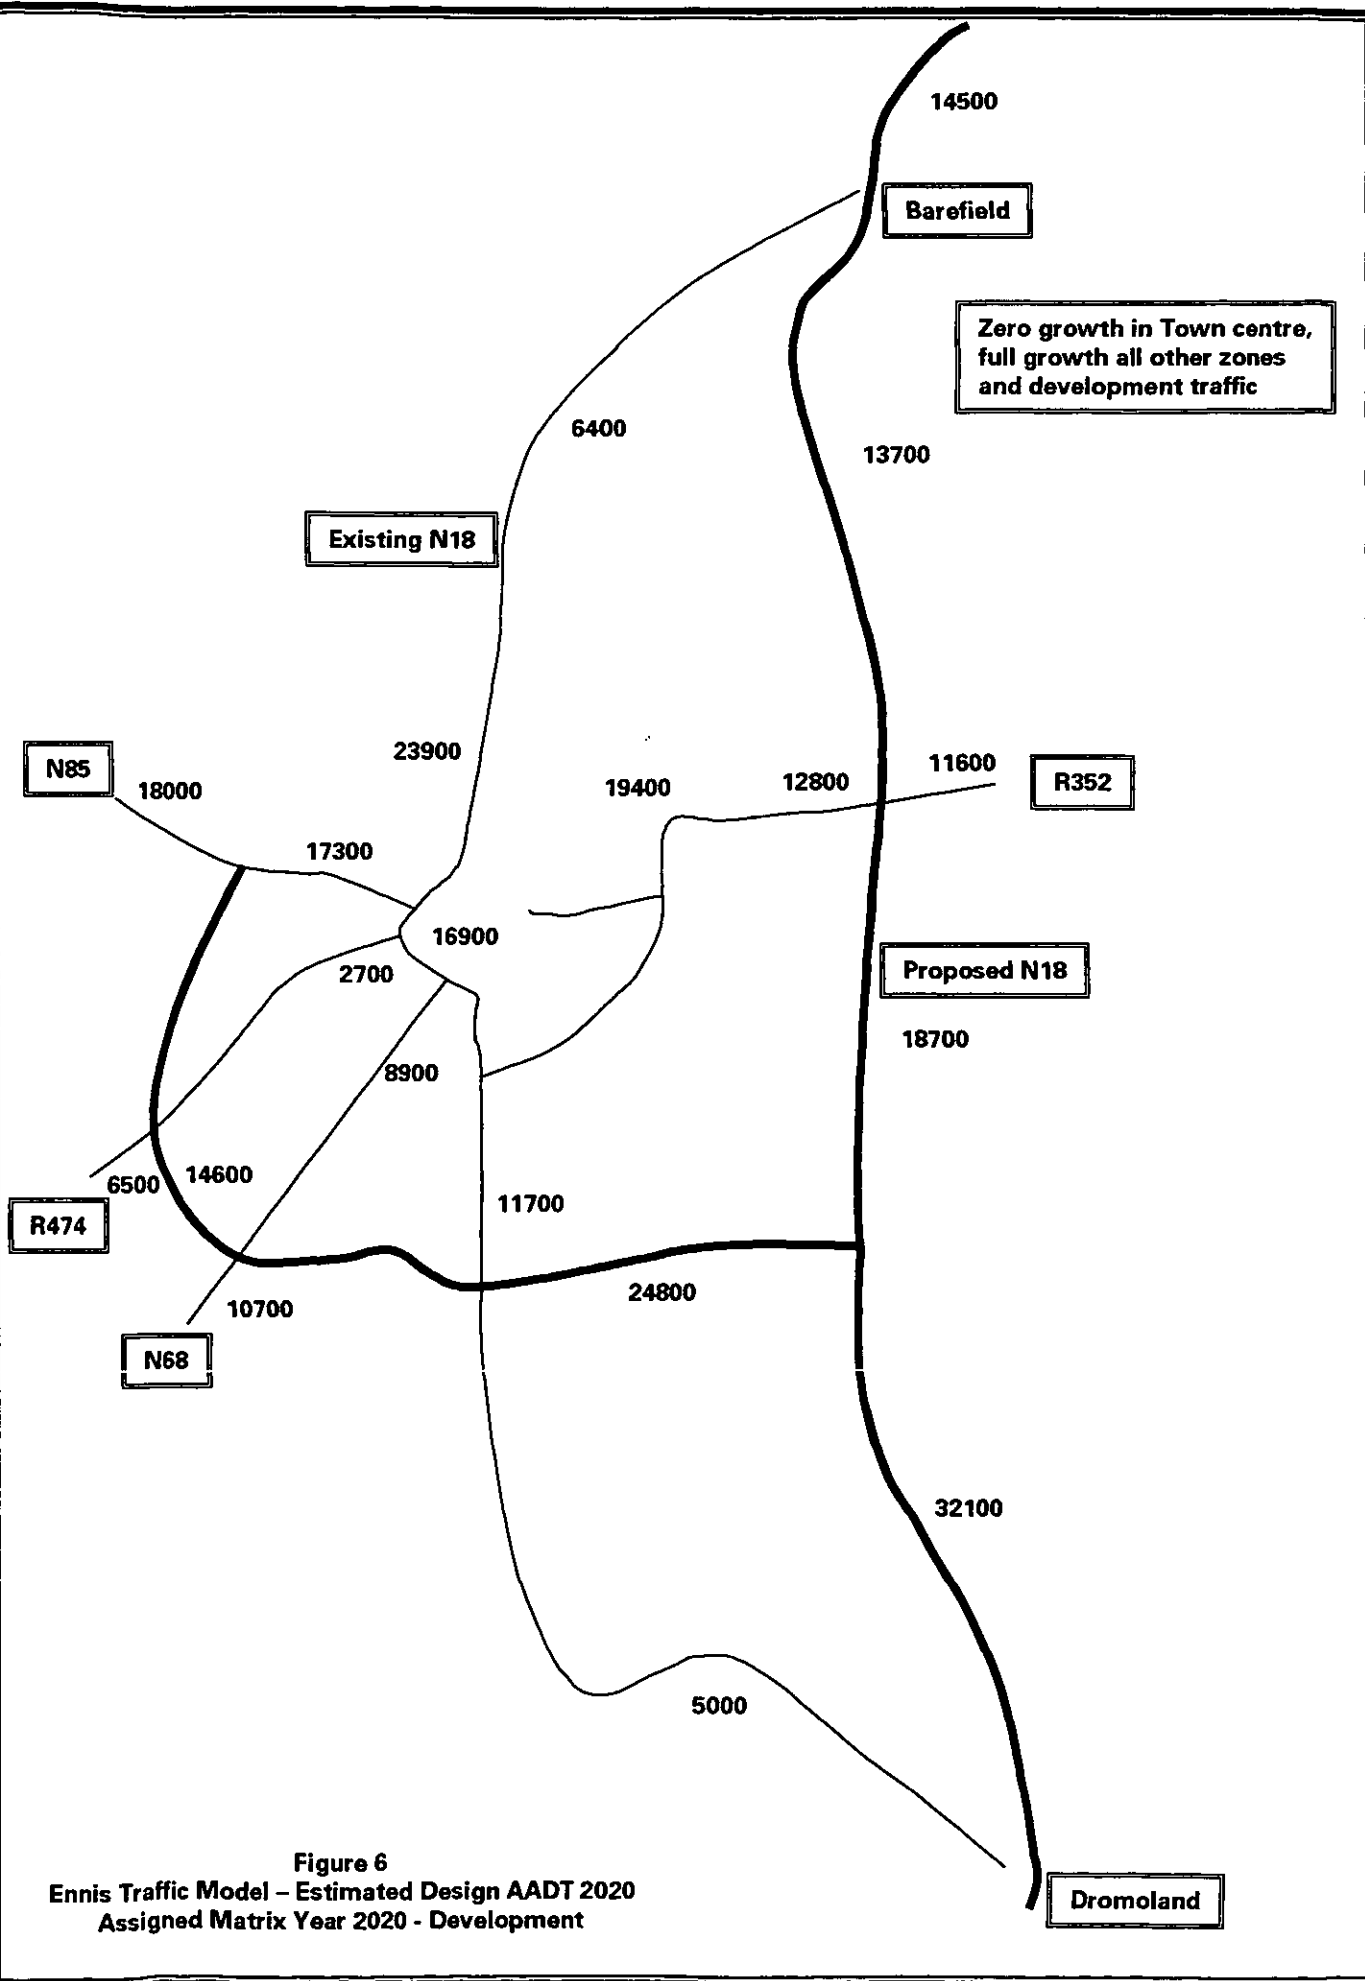 14500
Barefield
Zero growth in Town centre,
full growth all other zones
and development traffic
6400
13700
Existing N18
23900
N85
18000
19400
12800
11600
R352
17300
16900
2700
Proposed N18
18700
8900
6500
14600
R474
11700
24800
10700
N68
32100
5000
Figure 6
Ennis Traffic Model – Estimated Design AADT 2020
Assigned Matrix Year 2020 - Development
Dromoland